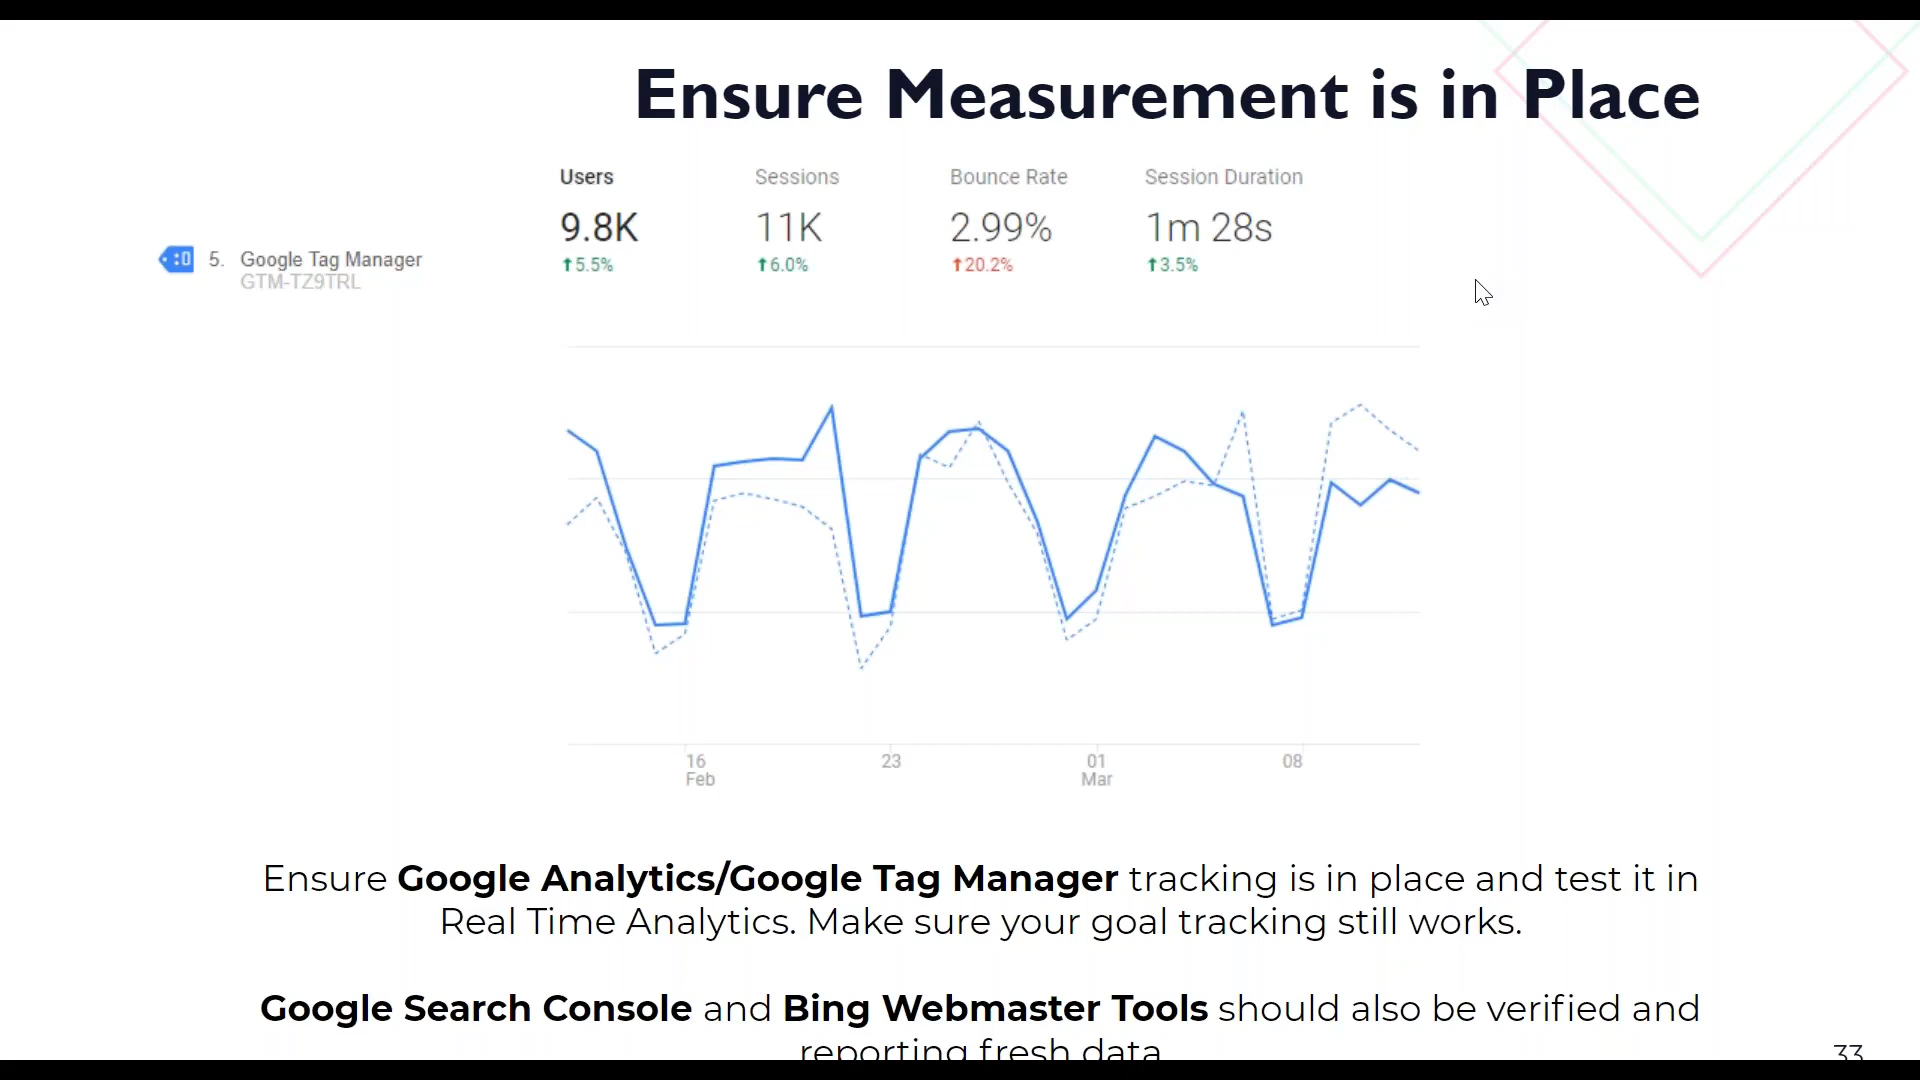 Ensure Measurement is in Place
Users Sessions Bounce Rate Session Duration
9.8K 11K 2.99% 1m 28s
5.5% 6.0% 20.2% 3.5%
5. Google Tag Manager
GTM-TZ9TRL
16 23 01 08
Feb Mar
Ensure Google Analytics/Google Tag Manager tracking is in place and test it in
Real Time Analytics. Make sure your goal tracking still works.
Google Search Console and Bing Webmaster Tools should also be verified and
reporting fresh data
33